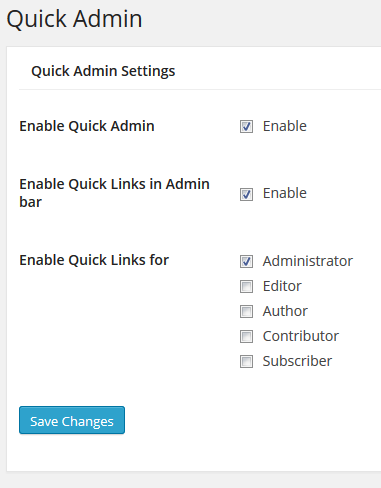 Quick Admin
Quick Admin Settings
Enable Quick Admin
Enable
Enable Quick Links in Admin
bar
Enable
Enable Quick Links for
Administrator
Editor
Author
Contributor
Subscriber
Save Changes